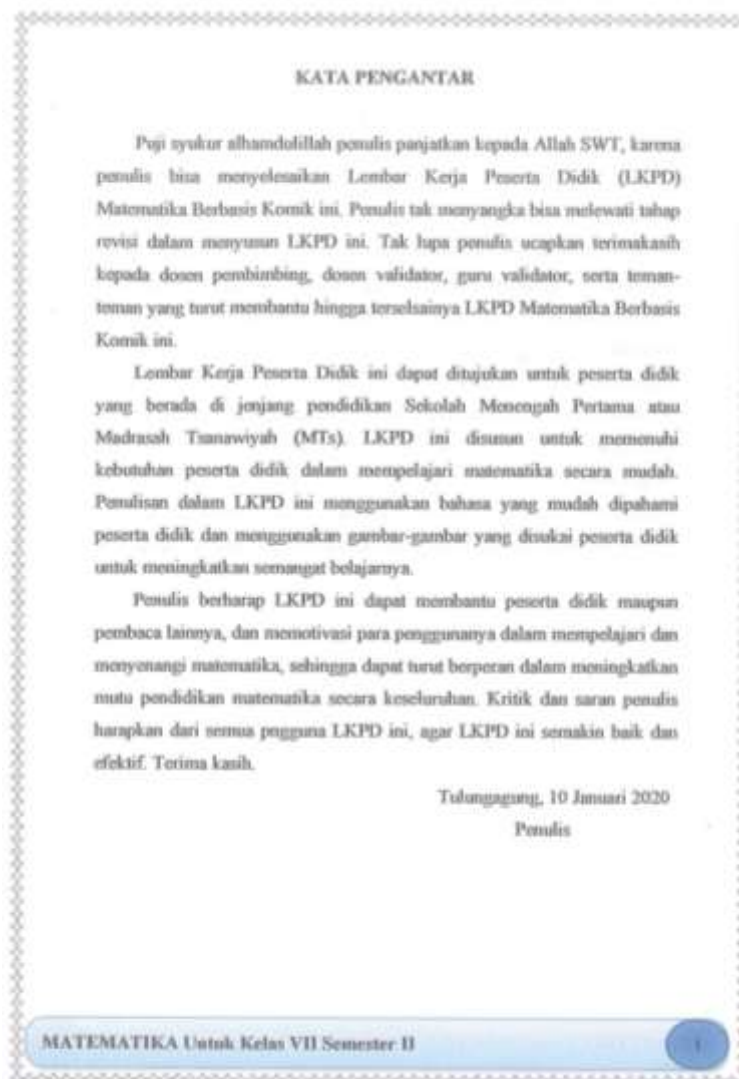 KATA PENGANTAR
Puji syukur alhamdulillah penulis panjatkan kepada Allah SWT, karena
penulis bisa menyelesaikan Lembar Kerja Peserta Didik (LKPD)
Matematika Berbasis Komik ini. Penulis tak menyangka bisa melewati tahap
revisi dalam menyusun LKPD ini. Tak lupa penulis ucapkan terimakasih
kepada dosen pembimbing, dosen validator, guru validator, serta teman-
teman yang turut membantu hingga terselsainya LKPD Matematika Berbasis
Komik ini.
Lembar Kerja Peserta Didik ini dapat ditujukan untuk peserta didik
yang berada di jenjang pendidikan Sekolah Menengah Pertama atau
Madrasah Tsanawiyah (MTs). LKPD ini disusun untuk memenuhi
kebutuhan peserta didik dalam mempelajari matematika secara mudah.
Penulisan dalam LKPD ini menggunakan bahasa yang mudah dipahami
peserta didik dan menggunakan gambar-gambar yang disukai peserta didik
untuk meningkatkan semangat belajarnya.
Penulis berharap LKPD ini dapat membantu peserta didik maupun
pembaca lainnya, dan memotivasi para penggunanya dalam mempelajari dan
menyenangi matematika, sehingga dapat turut berperan dalam meningkatkan
mutu pendidikan matematika secara keseluruhan. Kritik dan saran penulis
harapkan dari semua pngguna LKPD ini, agar LKPD ini semakin baik dan
efektif. Terima kasih.
Tulungagung, 10 Januari 2020
Penulis
MATEMATIKA Untuk Kelas VII Semester II